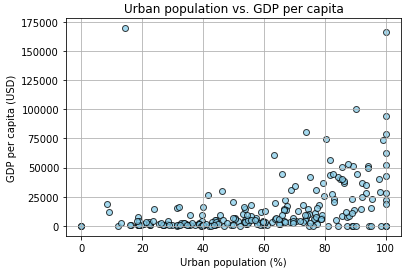 Urban population vs. GDP per capita
GDP per capita (USD)
175000
150000
125000
100000
75000
50000
25000
0
0 20 40 60 80 100
Urban population (%)